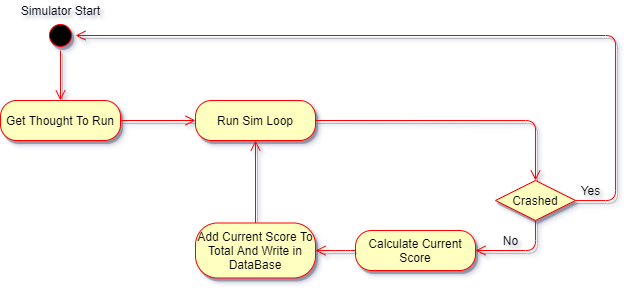 Simulator Start
Get Thought To Run
Run Sim Loop
Crashed
Yes
No
Calculate Current
Score
Add Current Score To
Total And Write in
DataBase